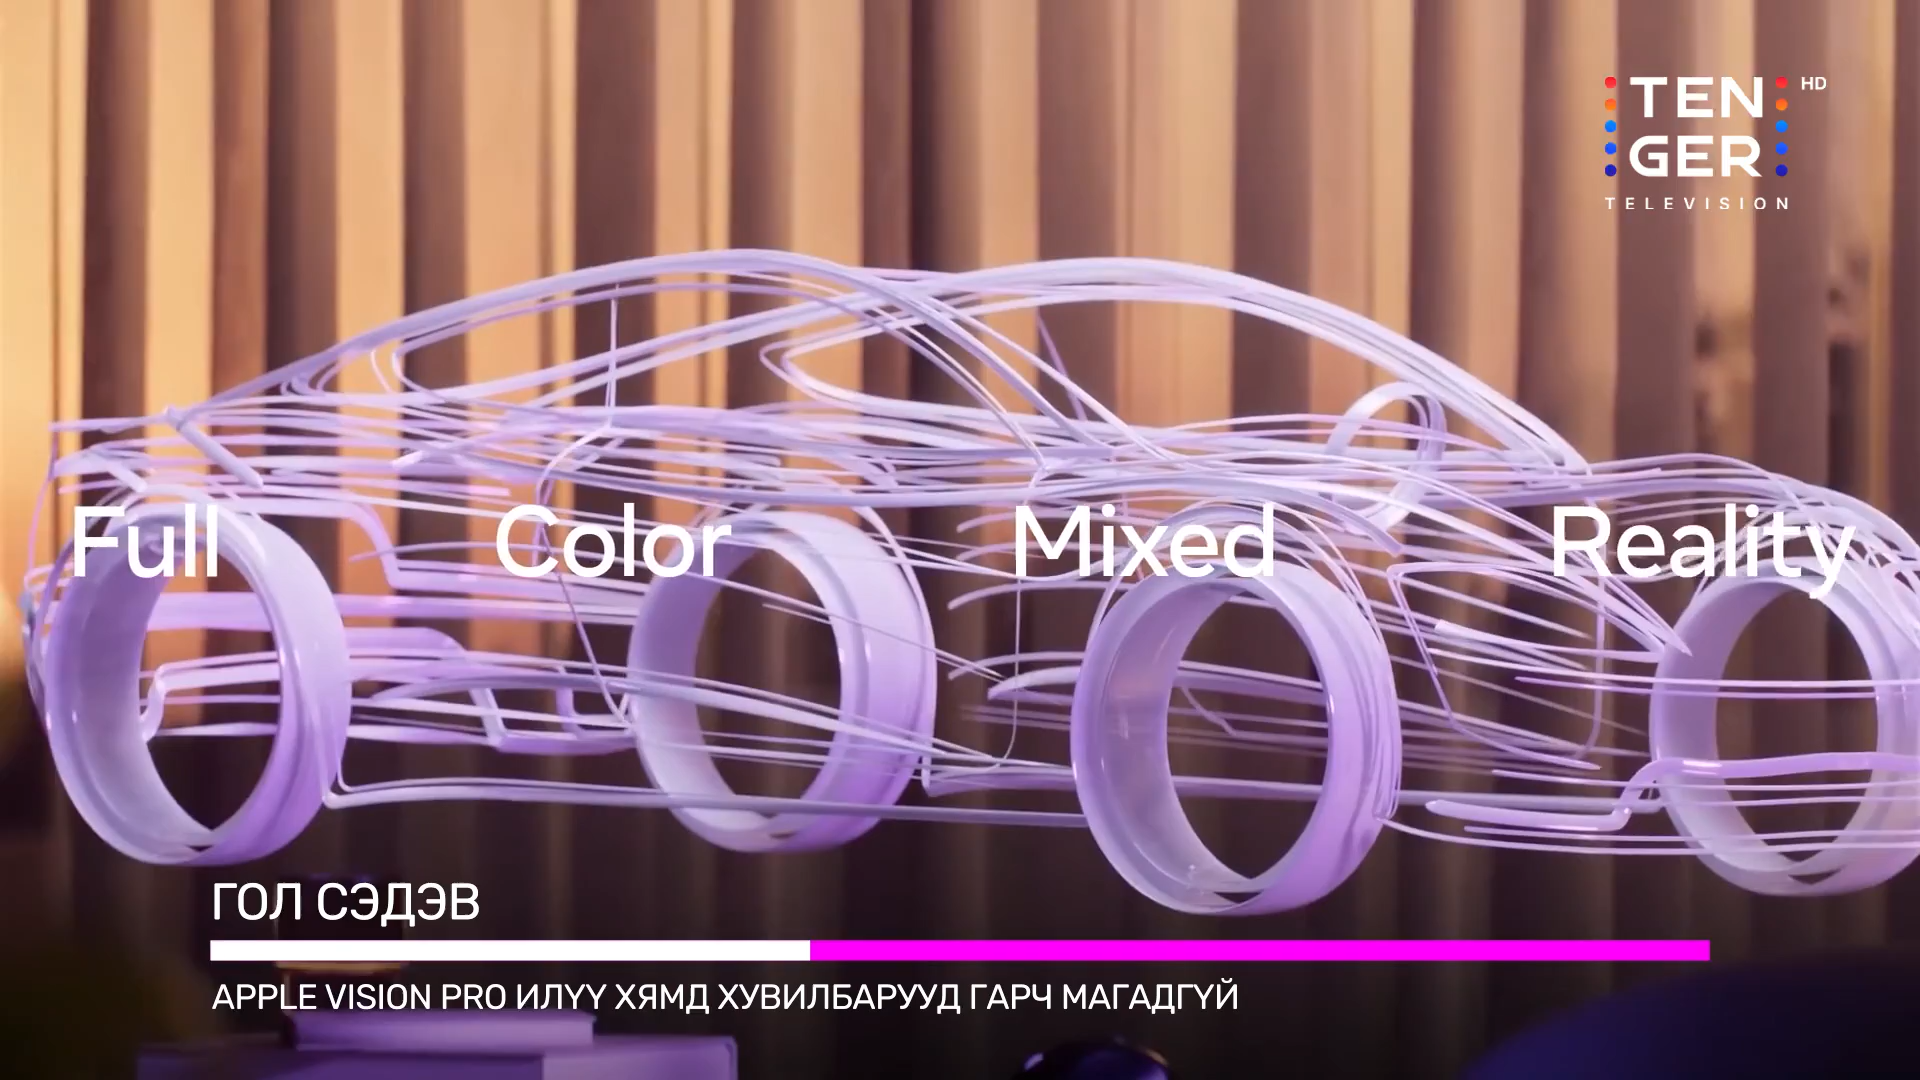 TEN
GER
HD
TELEVISION
Full Color Mixed Reality
ГОЛ СЭДЭВ
APPLE VISION PRO ИЛҮҮ ХЯМД ХУВИЛБАРУУД ГАРЧ МАГАДГҮЙ